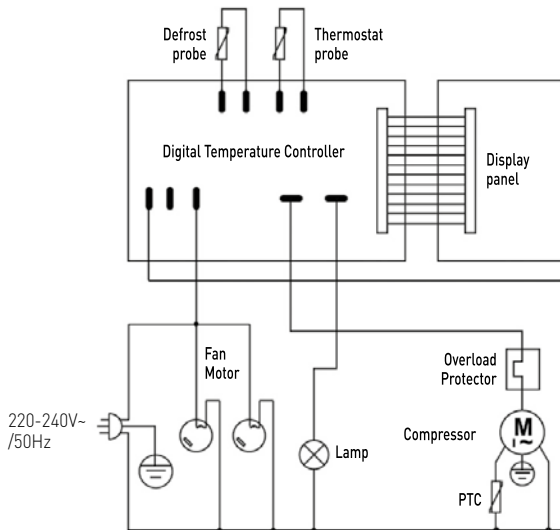 Defrost
probe
Thermostat
probe
Digital Temperature Controller
Display
panel
Fan
Motor
Overload
Protector
220-240V~
/50Hz
Compressor
M
1~
Lamp
PTC